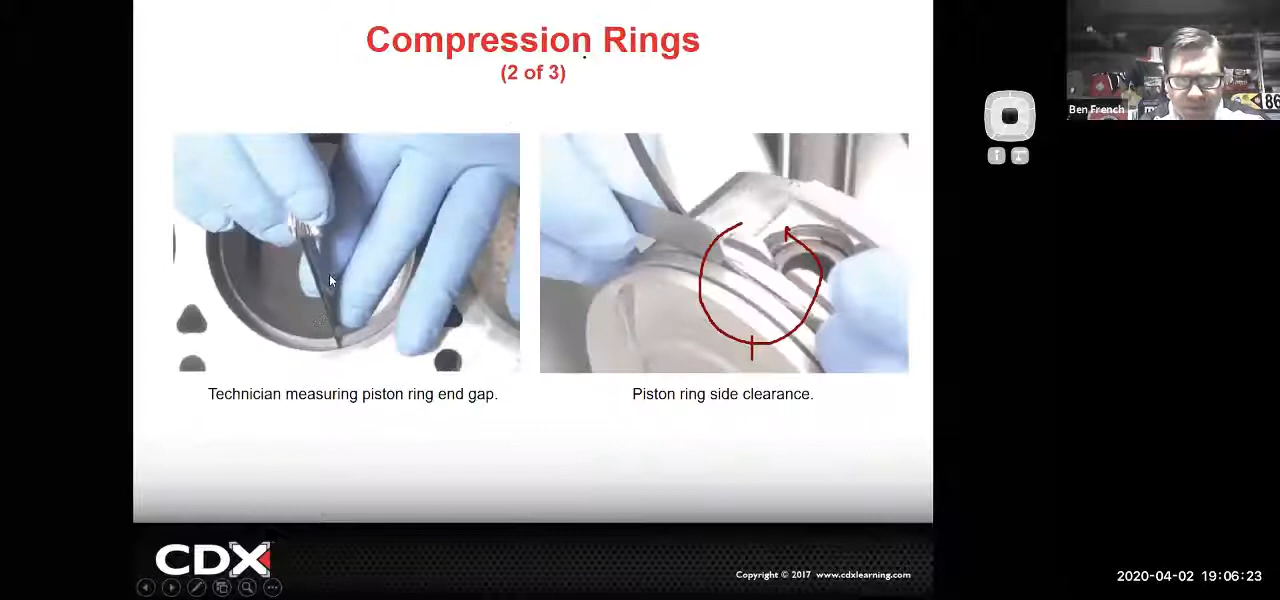 Compression Rings
(2 of 3)
Ben French
86
Technician measuring piston ring end gap.
Piston ring side clearance.
CDX
Copyright © 2017 www.cdxlearning.com
2020-04-02 19:06:23